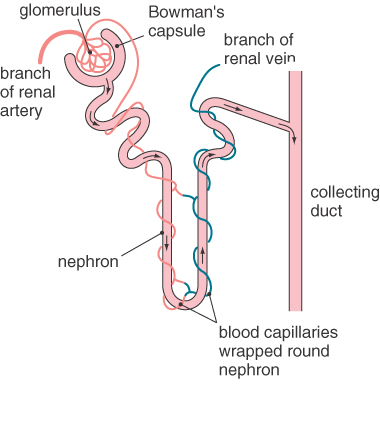 glomerulus
Bowman's
capsule
branch of
renal vein
branch
of renal
artery
collecting
duct
nephron
blood capillaries
wrapped round
nephron